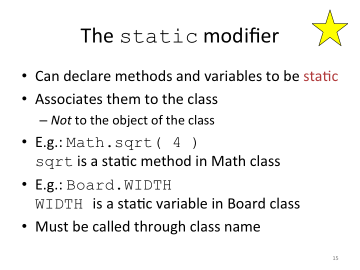 The static modifier
• Can declare methods and variables to be static
• Associates them to the class
– Not to the object of the class
• E.g.: Math.sqrt( 4 )
sqrt is a static method in Math class
• E.g.: Board.WIDTH
WIDTH is a static variable in Board class
• Must be called through class name
15